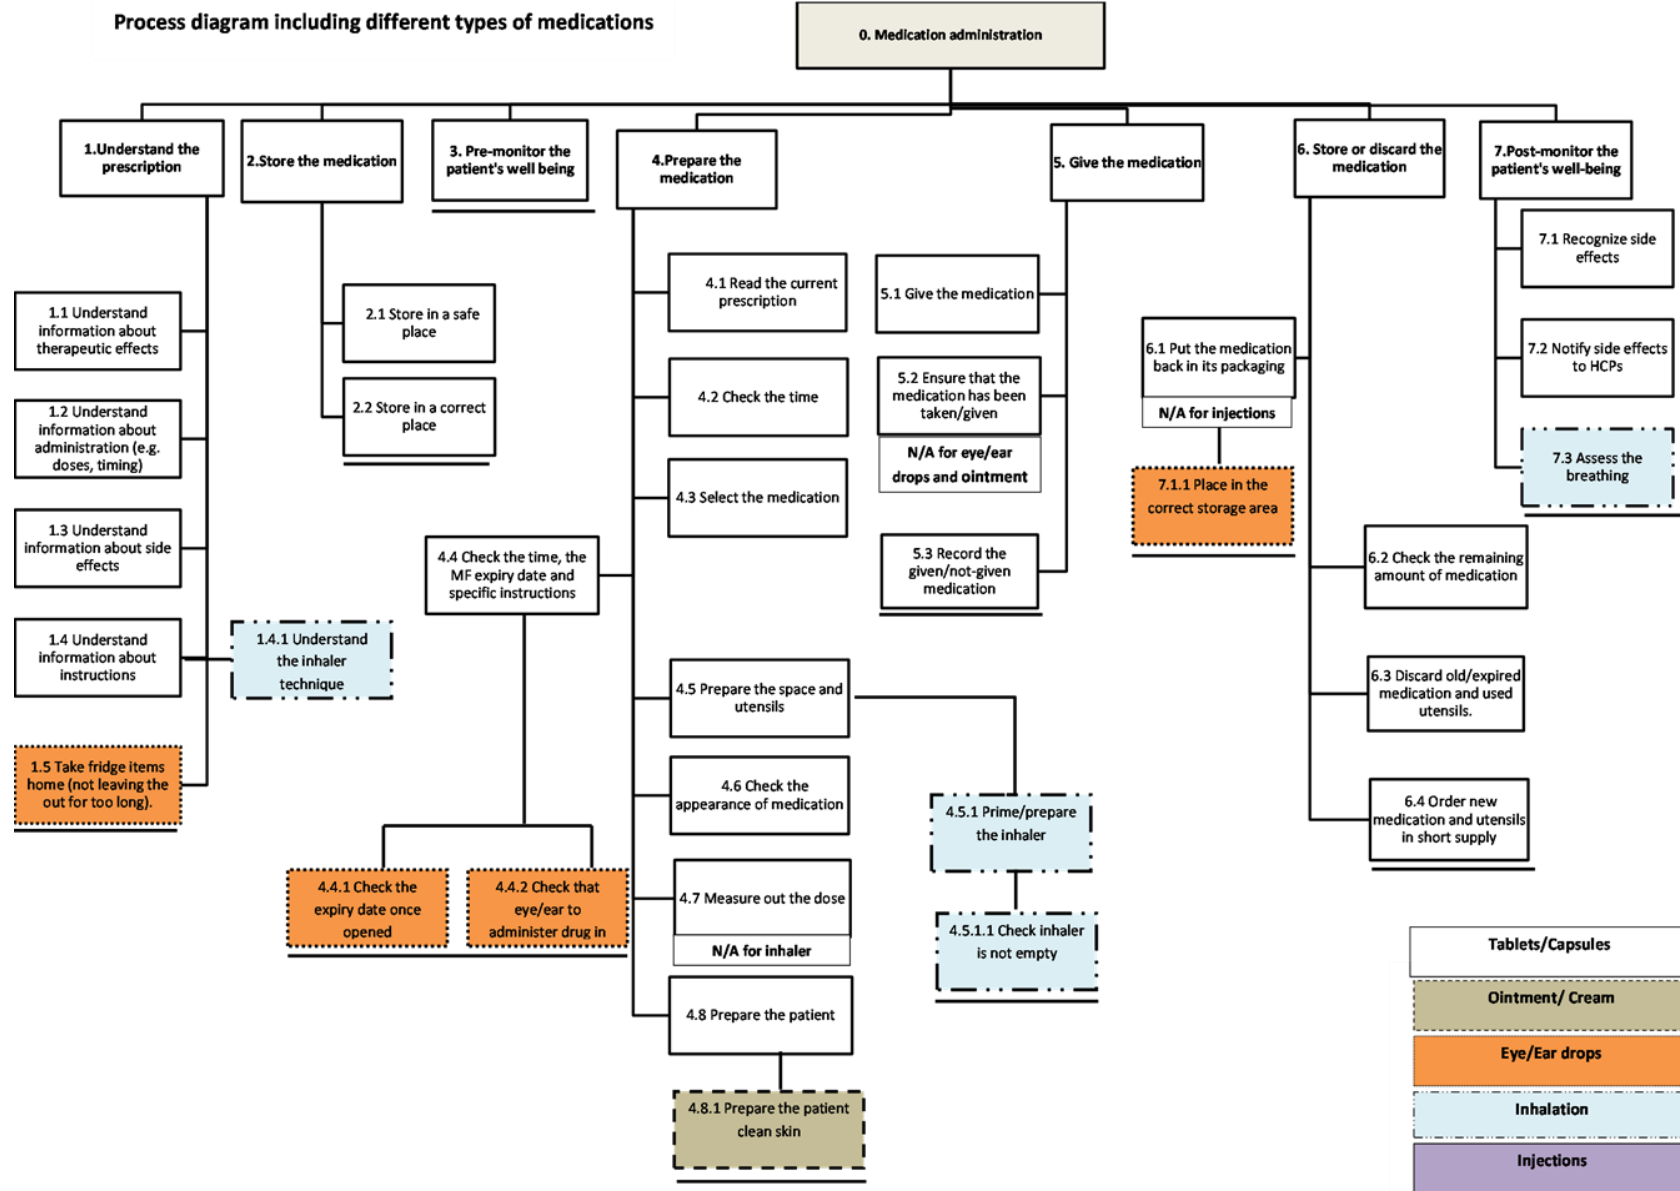 Process diagram including different types of medications
0. Medication administration
1.Understand the
prescription
2.Store the medication
3. Pre-monitor the
patient's well being
4.Prepare the
medication
5. Give the medication
6. Store or discard the
medication
7.Post-monitor the
patient's well-being
1.1 Understand
information about
therapeutic effects
1.2 Understand
information about
administration (e.g.
doses, timing)
1.3 Understand
information about side
effects
1.4 Understand
information about
instructions
1.4.1 Understand
the inhaler
technique
1.5 Take fridge items
home (not leaving the
out for too long).
2.1 Store in a safe
place
2.2 Store in a correct
place
4.1 Read the current
prescription
4.2 Check the time
4.3 Select the medication
4.4 Check the time, the
MF expiry date and
specific instructions
4.4.1 Check the
expiry date once
opened
4.4.2 Check that
eye/ear to
administer drug in
4.5 Prepare the space and
utensils
4.5.1 Prime/prepare
the inhaler
4.5.1.1 Check inhaler
is not empty
4.6 Check the
appearance of medication
4.7 Measure out the dose
N/A for inhaler
4.8 Prepare the patient
4.8.1 Prepare the patient
clean skin
5.1 Give the medication
5.2 Ensure that the
medication has been
taken/given
N/A for eye/ear
drops and ointment
5.3 Record the
given/not-given
medication
6.1 Put the medication
back in its packaging
N/A for injections
7.1.1 Place in the
correct storage area
6.2 Check the remaining
amount of medication
6.3 Discard old/expired
medication and used
utensils.
6.4 Order new
medication and utensils
in short supply
7.1 Recognize side
effects
7.2 Notify side effects
to HCPs
7.3 Assess the
breathing
Tablets/Capsules
Ointment/ Cream
Eye/Ear drops
Inhalation
Injections